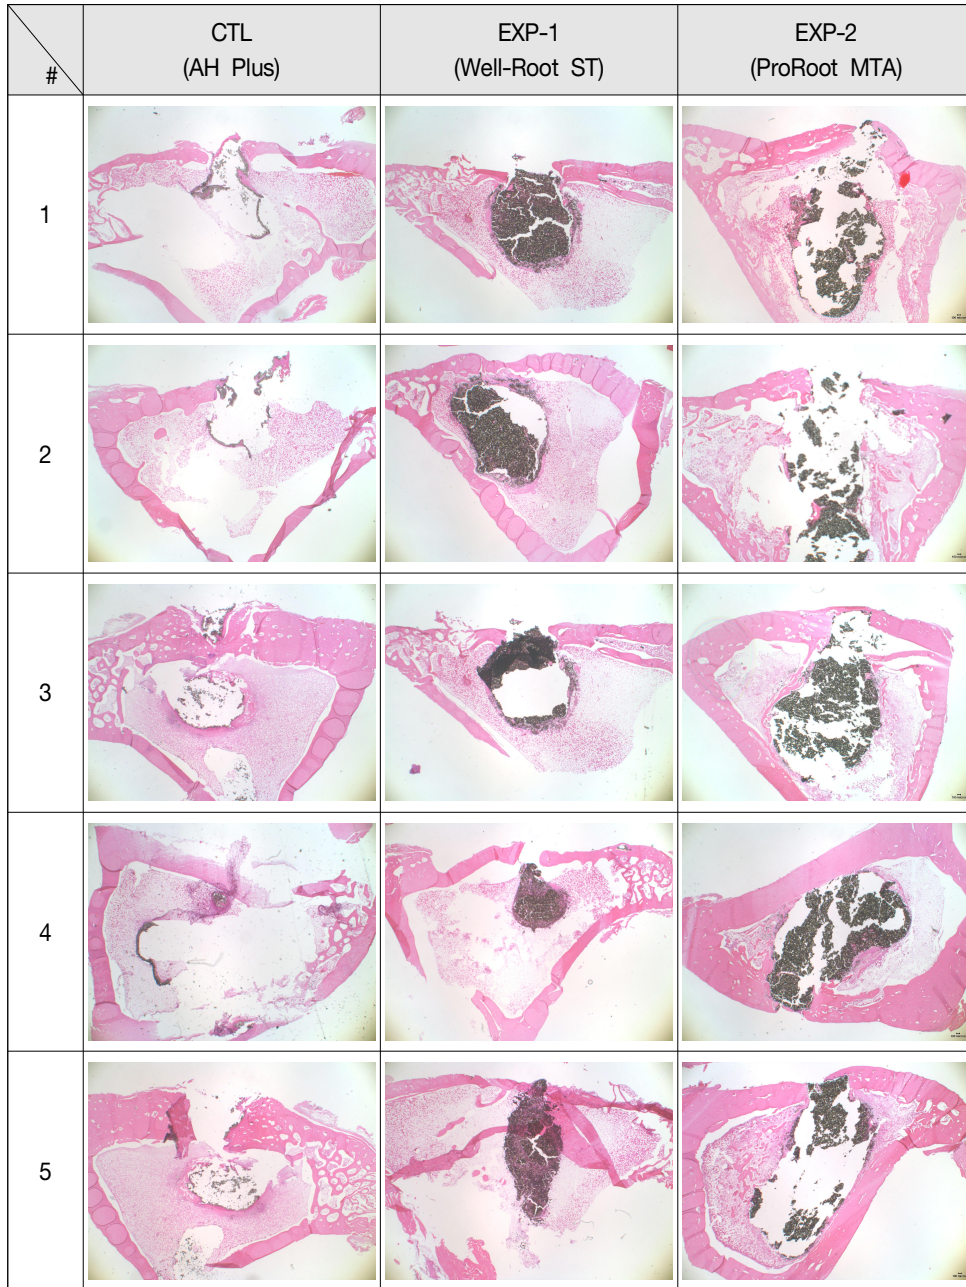 #
CTL
(AH Plus)
EXP-1
(Well-Root ST)
EXP-2
(ProRoot MTA)
1
2
3
4
5